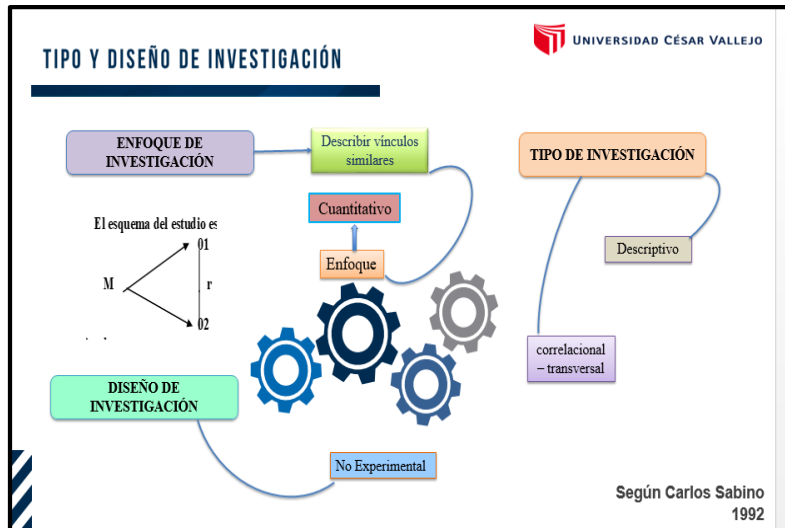 TIPO Y DISEÑO DE INVESTIGACIÓN
UNIVERSIDAD CÉSAR VALLEJO
ENFOQUE DE
INVESTIGACIÓN
Describir vínculos
similares
TIPO DE INVESTIGACIÓN
Cuantitativo
Enfoque
Descriptivo
El esquema del estudio es
01
M
r
02
correlacional
– transversal
DISEÑO DE
INVESTIGACIÓN
No Experimental
Según Carlos Sabino
1992